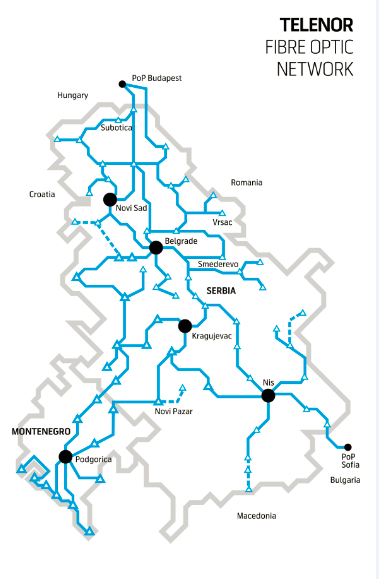 TELENOR
FIBRE OPTIC
NETWORK
PoP Budapest
Hungary
Subotica
Romania
Croatia
Novi Sad
Vrsac
Belgrade
Smederevo
SERBIA
Kragujevac
Nis
Novi Pazar
MONTENEGRO
Podgorica
PoP
Sofia
Bulgaria
Macedonia